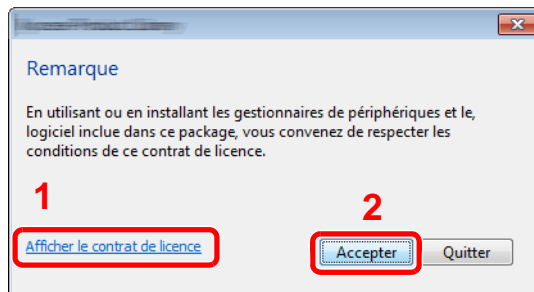 Remarque
En utilisant ou en installant les gestionnaires de périphériques et le,
logiciel inclue dans ce package, vous convenez de respecter les
conditions de ce contrat de licence.
1
2
Afficher le contrat de licence
Accepter
Quitter